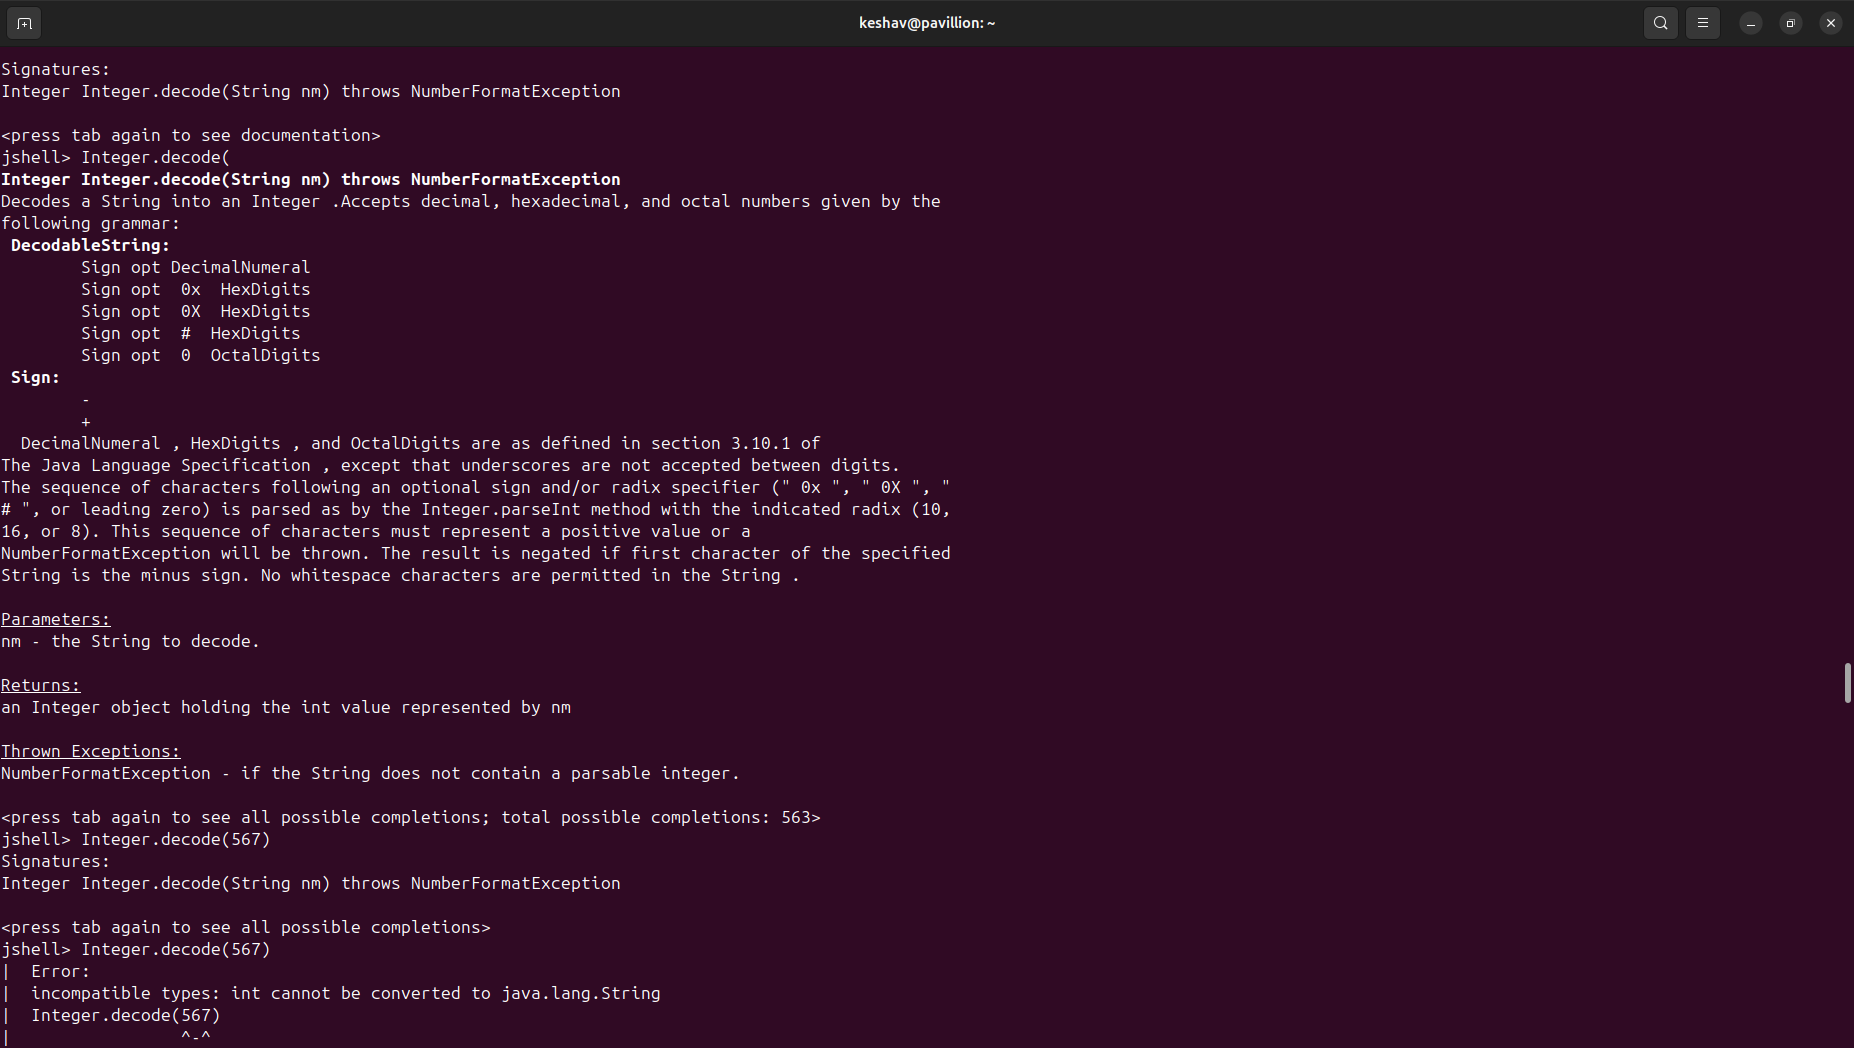 keshav@pavillion: ~
Signatures:
Integer Integer.decode(String nm) throws NumberFormatException
<press tab again to see documentation>
jshell> Integer.decode(
Integer Integer.decode(String nm) throws NumberFormatException
Decodes a String into an Integer .Accepts decimal, hexadecimal, and octal numbers given by the
following grammar:
DecodableString:
Sign opt DecimalNumeral
Sign opt  0x  HexDigits
Sign opt  0X  HexDigits
Sign opt  #  HexDigits
Sign opt  0  OctalDigits
Sign:
-
+
DecimalNumeral , HexDigits , and OctalDigits are as defined in section 3.10.1 of
The Java Language Specification , except that underscores are not accepted between digits.
The sequence of characters following an optional sign and/or radix specifier (" 0x ", " 0X ", "
# ", or leading zero) is parsed as by the Integer.parseInt method with the indicated radix (10,
16, or 8). This sequence of characters must represent a positive value or a
NumberFormatException will be thrown. The result is negated if first character of the specified
String is the minus sign. No whitespace characters are permitted in the String .
Parameters:
nm - the String to decode.
Returns:
an Integer object holding the int value represented by nm
Thrown Exceptions:
NumberFormatException - if the String does not contain a parsable integer.
<press tab again to see all possible completions; total possible completions: 563>
jshell> Integer.decode(567)
Signatures:
Integer Integer.decode(String nm) throws NumberFormatException
<press tab again to see all possible completions>
jshell> Integer.decode(567)
|  Error:
|  incompatible types: int cannot be converted to java.lang.String
|  Integer.decode(567)
|                 ^-^